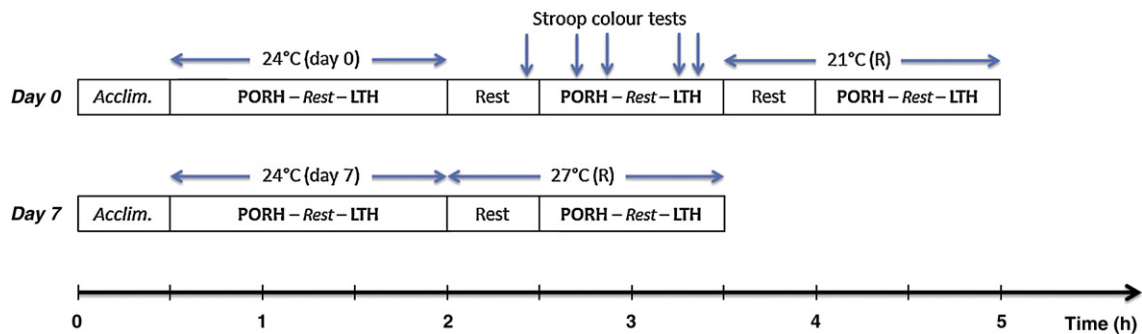 Stroop colour tests
24°C (day 0)
21°C (R)
Day 0
Acclim.
PORH – Rest – LTH
Rest
PORH – Rest – LTH
Rest
PORH – Rest – LTH
24°C (day 7)
27°C (R)
Day 7
Acclim.
PORH – Rest – LTH
Rest
PORH – Rest – LTH
0 1 2 3 4 5 Time (h)